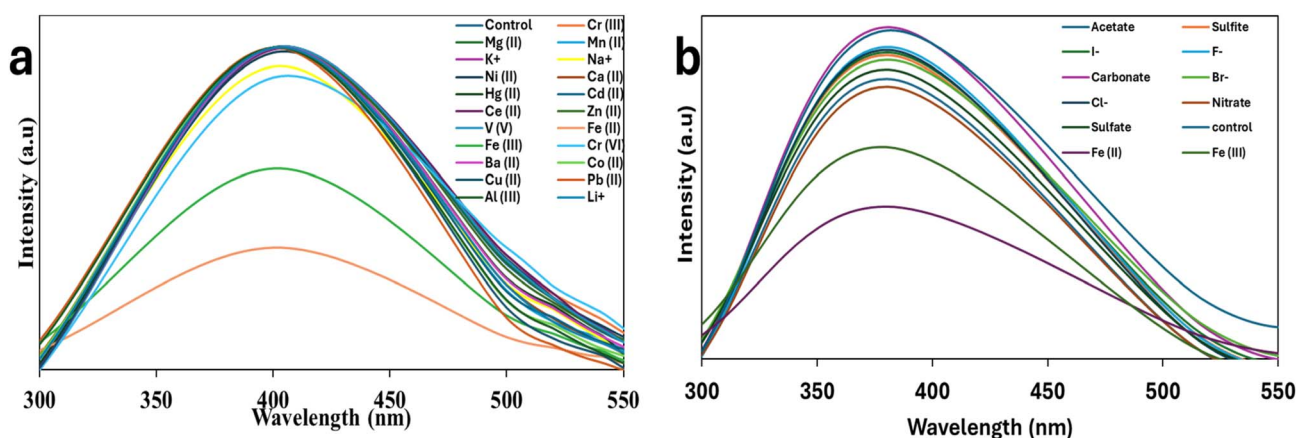 a
Intensity (a.u)
Control Cr (III)
Mg (II) Mn (II)
K+ Na+
Ni (II) Ca (II)
Hg (II) Cd (II)
Ce (II) Zn (II)
V (V) Fe (II)
Fe (III) Cr (VI)
Ba (II) Co (II)
Cu (II) Pb (II)
Al (III) Li+
300 350 400 450 500 550
Wavelength (nm)
b
Intensity (a.u)
Acetate Sulfite
I- F-
Carbonate Br-
Cl- Nitrate
Sulfate control
Fe (II) Fe (III)
300 350 400 450 500 550
Wavelength (nm)